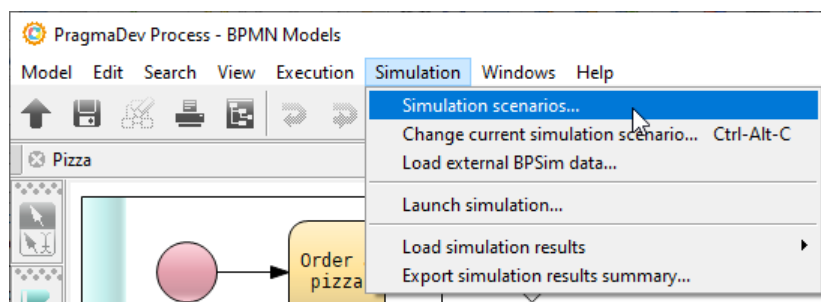 PragmaDev Process - BPMN Models
Model Edit Search View Execution Simulation Windows Help
Simulation scenarios...
Change current simulation scenario... Ctrl-Alt-C
Load external BPSim data...
Launch simulation...
Load simulation results
Export simulation results summary...
Pizza
Order
pizza